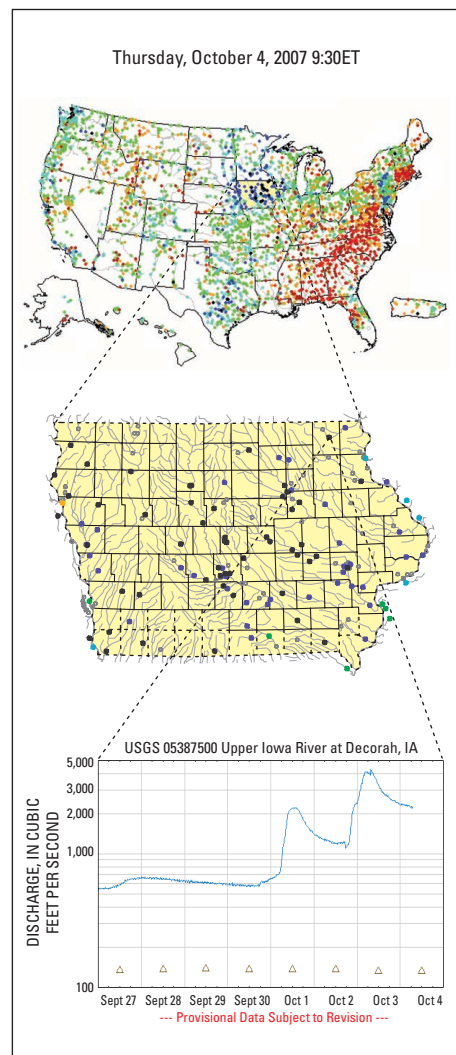 Thursday, October 4, 2007 9:30ET
USGS 05387500 Upper Iowa River at Decorah, IA
DISCHARGE, IN CUBIC
FEET PER SECOND
5,000
3,000
2,000
1,000
100
Sept 27 Sept 28 Sept 29 Sept 30 Oct 1 Oct 2 Oct 3 Oct 4
--- Provisional Data Subject to Revision ---